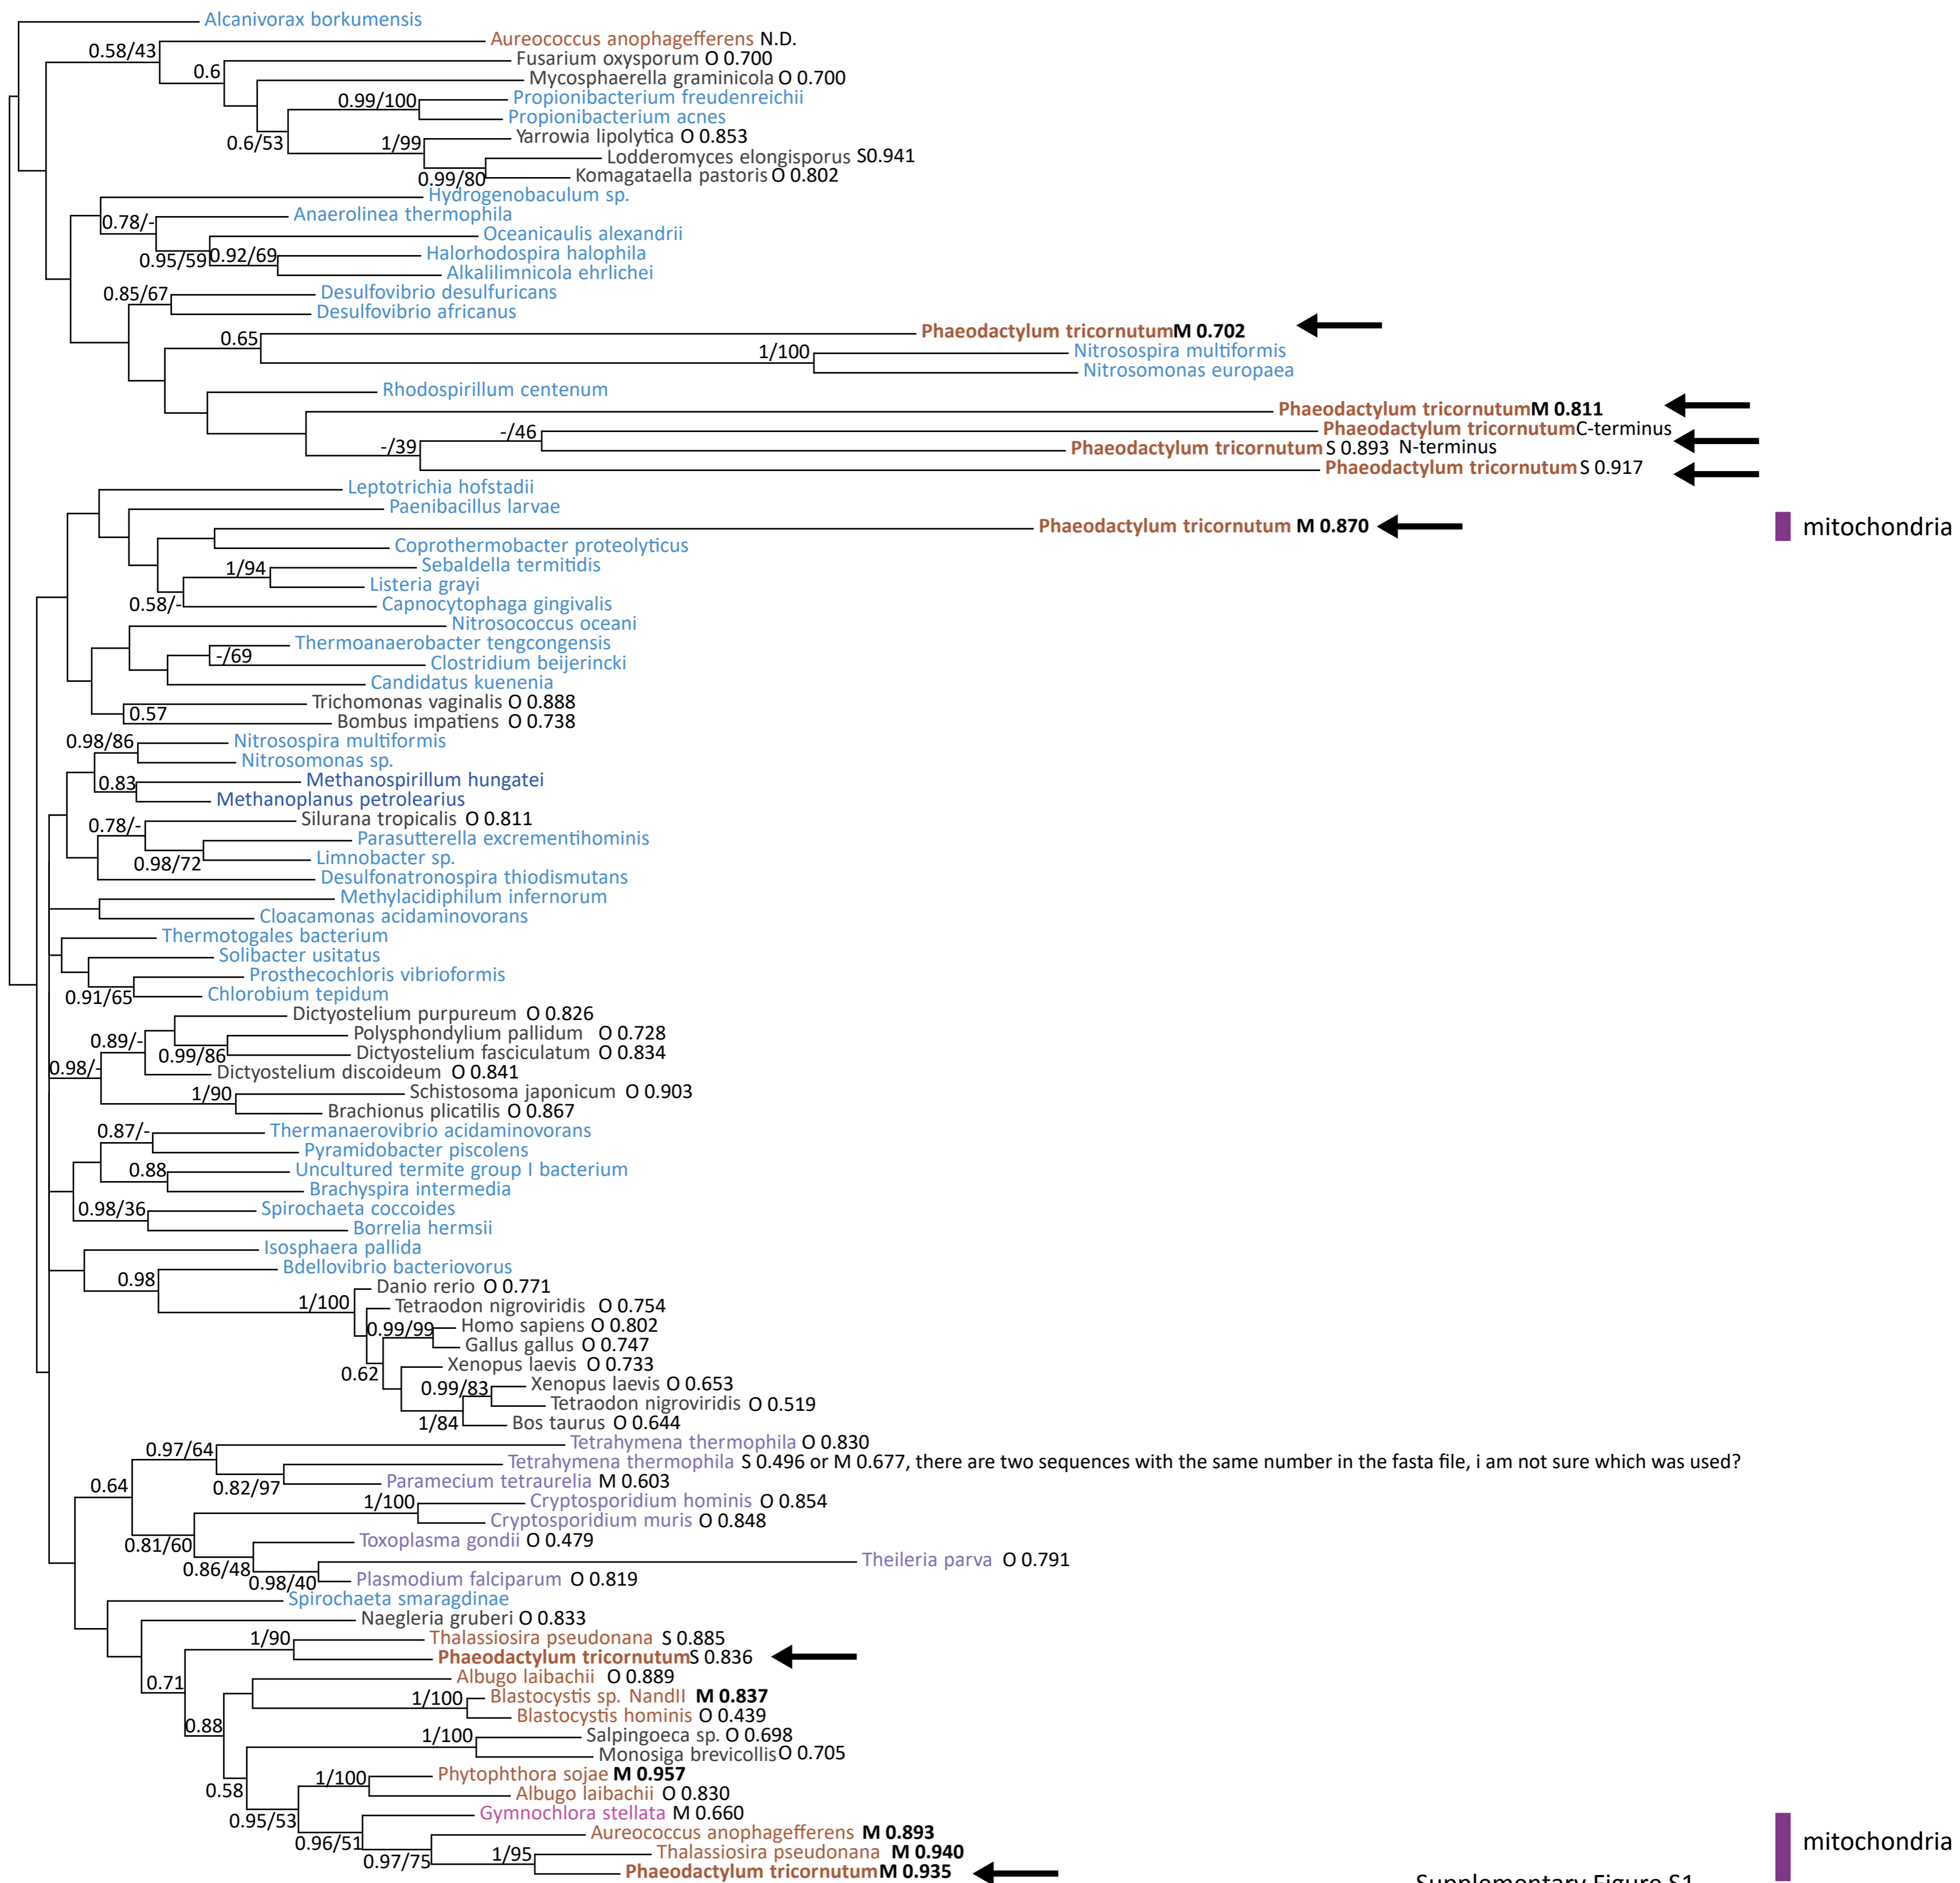 Alcanivorax borkumensis
0.58/43
Aureococcus anophagefferens N.D.
Fusarium oxysporum O 0.700
0.6
Mycosphaerella graminicola O 0.700
0.99/100
Propionibacterium freudenreichii
Propionibacterium acnes
0.6/53
1/99
Yarrowia lipolytica O 0.853
Lodderomyces elongisporus S0.941
0.99/80
Komagataella pastoris O 0.802
Hydrogenobaculum sp.
0.78/-
Anaerolinea thermophila
Oceanicaulis alexandrii
0.95/59
0.92/69
Halorhodospira halophila
Alkalilimnicola ehrlichei
0.85/67
Desulfovibrio desulfuricans
Desulfovibrio africanus
0.65
Phaeodactylum tricornutumM 0.702
1/100
Nitrosospira multiformis
Nitrosomonas europaea
Rhodospirillum centenum
Phaeodactylum tricornutumM 0.811
-/46
Phaeodactylum tricornutumC-terminus
-/39
Phaeodactylum tricornutum S 0.893 N-terminus
Phaeodactylum tricornutum S 0.917
Leptotrichia hofstadii
Paenibacillus larvae
Phaeodactylum tricornutum M 0.870
mitochondria
Coprothermobacter proteolyticus
1/94
Sebaldella termitidis
Listeria grayi
0.58/-
Capnocytophaga gingivalis
Nitrosococcus oceani
Thermoanaerobacter tengcongensis
-/69
Clostridium beijerincki
Candidatus kuenenia
Trichomonas vaginalis O 0.888
0.57
Bombus impatiens O 0.738
0.98/86
Nitrosospira multiformis
Nitrosomonas sp.
0.83
Methanospirillum hungatei
Methanoplanus petrolearius
0.78/-
Silurana tropicalis O 0.811
Parasutterella excrementihominis
0.98/72
Limnobacter sp.
Desulfonatronospira thiodismutans
Methylacidiphilum infernorum
Cloacamonas acidaminovorans
Thermotogales bacterium
Solibacter usitatus
Prosthecochloris vibrioformis
0.91/65
Chlorobium tepidum
Dictyostelium purpureum O 0.826
0.89/-
Polysphondylium pallidum O 0.728
0.99/86
Dictyostelium fasciculatum O 0.834
0.98/-
Dictyostelium discoideum O 0.841
1/90
Schistosoma japonicum O 0.903
Brachionus plicatilis O 0.867
0.87/-
Thermanaerovibrio acidaminovorans
Pyramidobacter piscolens
0.88
Uncultured termite group I bacterium
Brachyspira intermedia
0.98/36
Spirochaeta coccoides
Borrelia hermsii
Isosphaera pallida
0.98
Bdellovibrio bacteriovorus
Danio rerio O 0.771
1/100
Tetraodon nigroviridis O 0.754
0.99/99
Homo sapiens O 0.802
Gallus gallus O 0.747
0.62
Xenopus laevis O 0.733
0.99/83
Xenopus laevis O 0.653
Tetraodon nigroviridis O 0.519
1/84
Bos taurus O 0.644
0.97/64
Tetrahymena thermophila O 0.830
Tetrahymena thermophila S 0.496 or M 0.677, there are two sequences with the same number in the fasta file, i am not sure which was used?
0.64
0.82/97
Paramecium tetraurelia M 0.603
1/100
Cryptosporidium hominis O 0.854
Cryptosporidium muris O 0.848
0.81/60
Toxoplasma gondii O 0.479
0.86/48
Theileria parva O 0.791
0.98/40
Plasmodium falciparum O 0.819
Spirochaeta smaragdinae
Naegleria gruberi O 0.833
1/90
Thalassiosira pseudonana S 0.885
Phaeodactylum tricornutumS 0.836
0.71
Albugo laibachii O 0.889
1/100
Blastocystis sp. NandII M 0.837
0.88
Blastocystis hominis O 0.439
1/100
Salpingoeca sp. O 0.698
Monosiga brevicollisO 0.705
0.58
1/100
Phytophthora sojae M 0.957
Albugo laibachii O 0.830
0.95/53
Gymnochlora stellata M 0.660
0.96/51
Aureococcus anophagefferens M 0.893
mitochondria
0.97/75
1/95
Thalassiosira pseudonana M 0.940
Phaeodactylum tricornutumM 0.935
Supplementary Figure S1